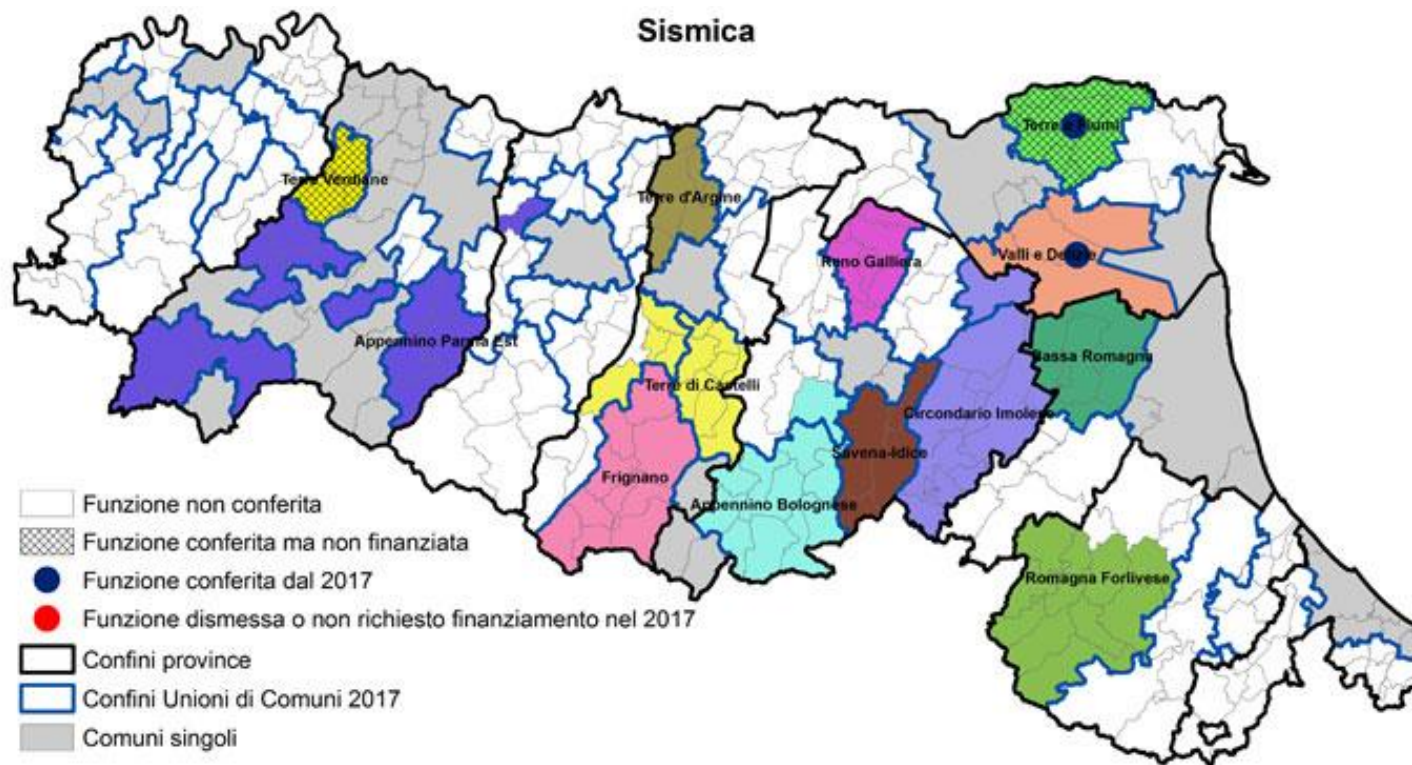 Sismica
Terre e Fiumi
Terre Verdiane
Terre d'Argine
Reno Galliera
Valli e Delizie
Appennino Parma Est
Bassa Romagna
Terre di Castelli
Circondario Imolese
Savena-Idice
Frignano
Appennino Bolognese
Romagna Forlivese
Funzione non conferita
Funzione conferita ma non finanziata
Funzione conferita dal 2017
Funzione dismessa o non richiesto finanziamento nel 2017
Confini province
Confini Unioni di Comuni 2017
Comuni singoli